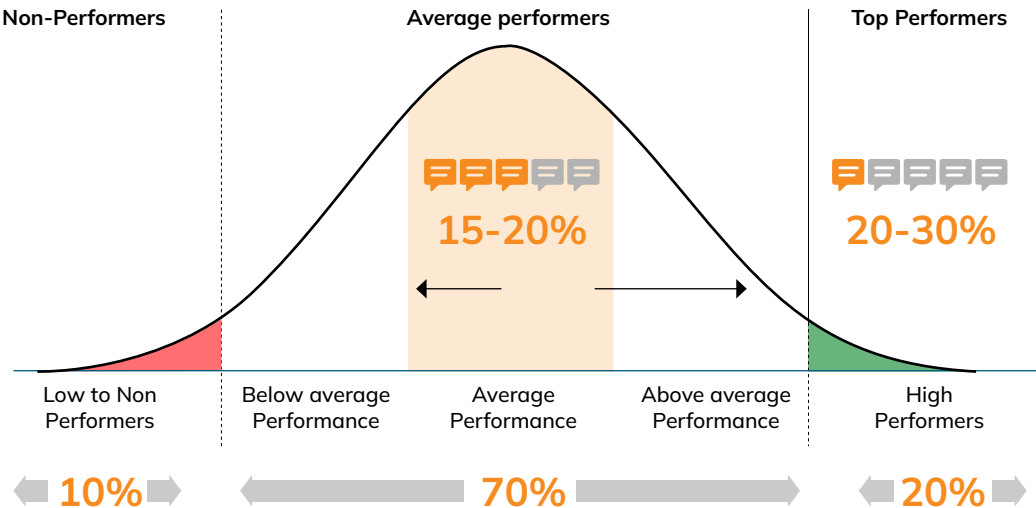 Non-Performers
Average performers
Top Performers
15-20%
20-30%
Low to Non
Performers
Below average
Performance
Average
Performance
Above average
Performance
High
Performers
10%
70%
20%